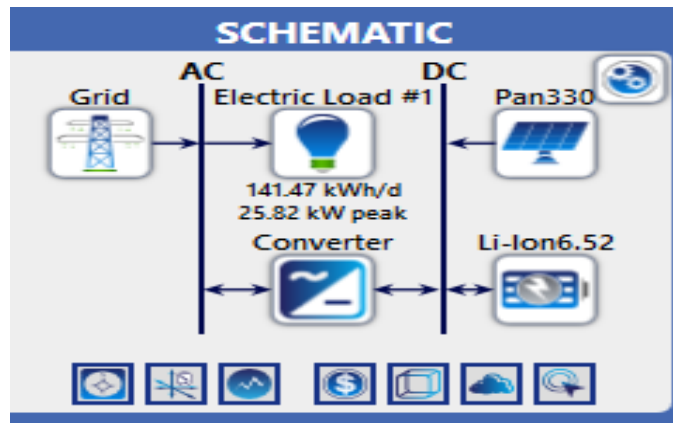 SCHEMATIC
AC DC
Grid Electric Load #1 Pan330
141.47 kWh/d
25.82 kW peak
Converter Li-Ion6.52